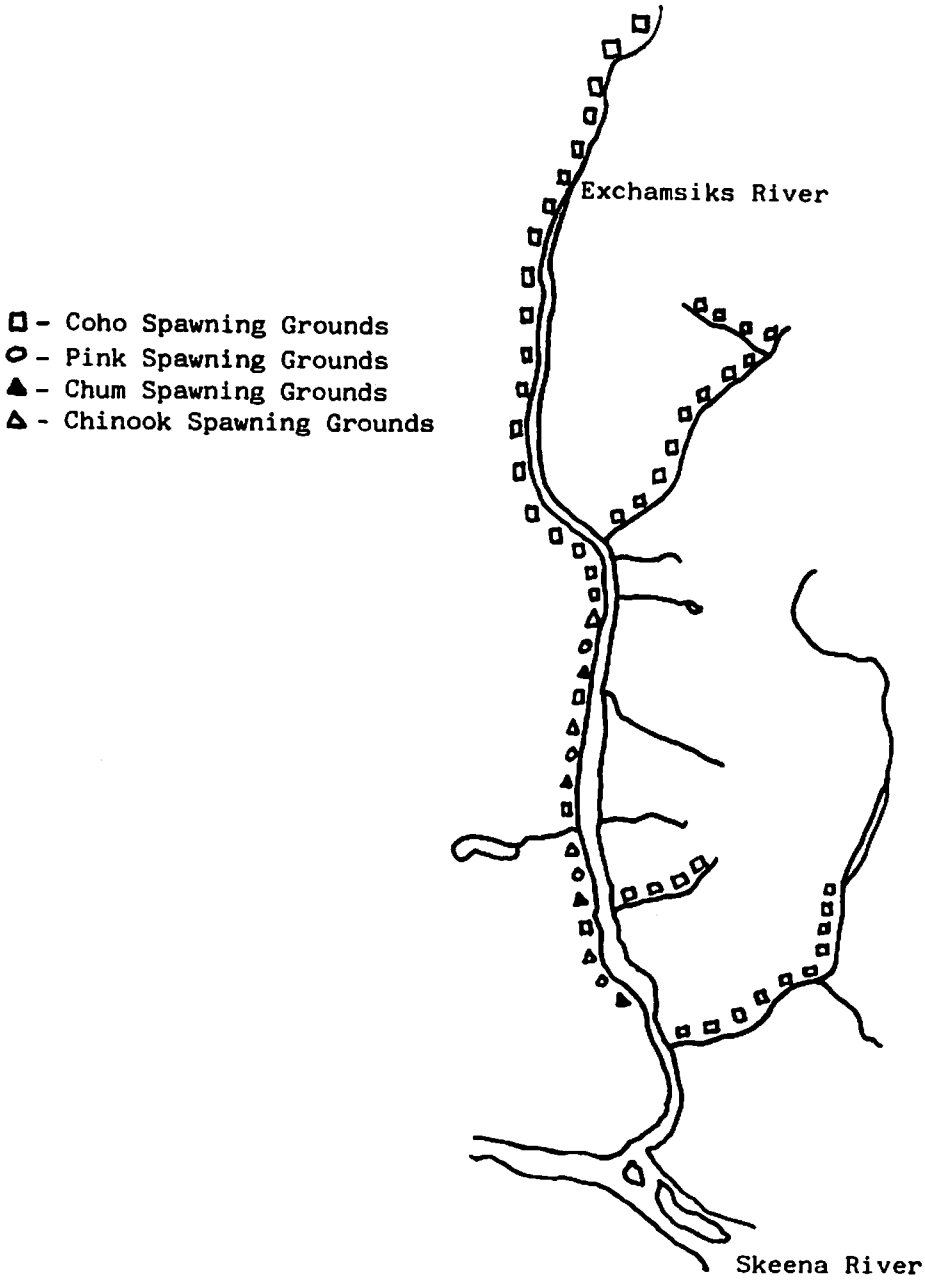 Exchamsiks River
- Coho Spawning Grounds
- Pink Spawning Grounds
- Chum Spawning Grounds
- Chinook Spawning Grounds
Skeena River